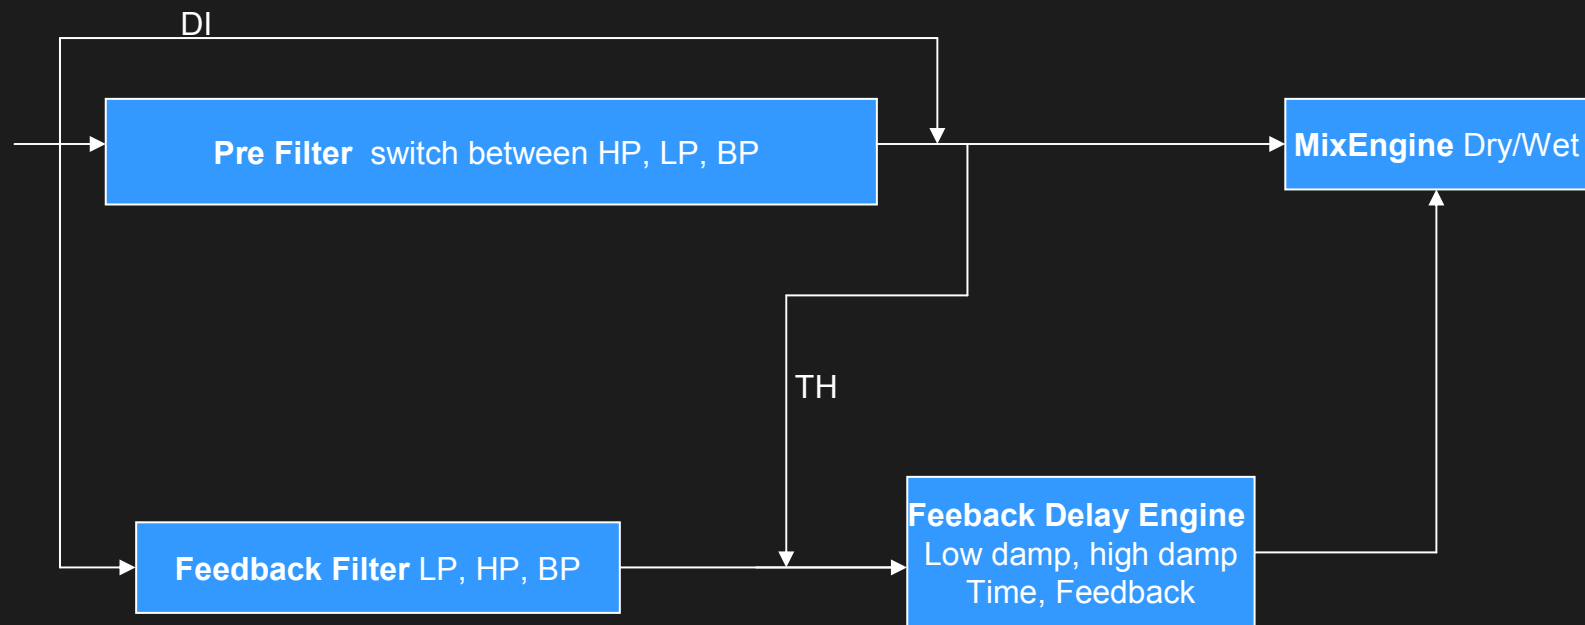 DI
Pre Filter switch between HP, LP, BP
MixEngine Dry/Wet
TH
Feedback Filter LP, HP, BP
Feeback Delay Engine
Low damp, high damp
Time, Feedback